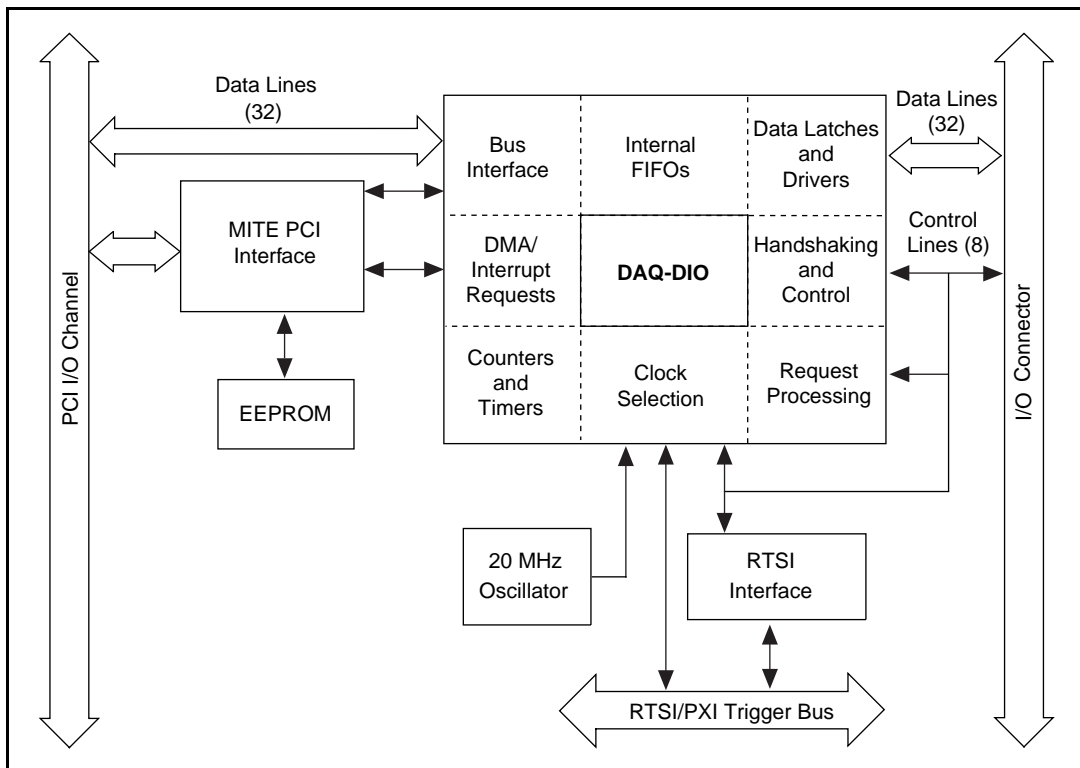 Data Lines
(32)
Data Lines
(32)
Bus
Interface
Internal
FIFOs
Data Latches
and
Drivers
MITE PCI
Interface
DMA/
Interrupt
Requests
DAQ-DIO
Handshaking
and
Control
Control
Lines (8)
Counters
and
Timers
Clock
Selection
Request
Processing
EEPROM
PCI I/O Channel
I/O Connector
20 MHz
Oscillator
RTSI
Interface
RTSI/PXI Trigger Bus